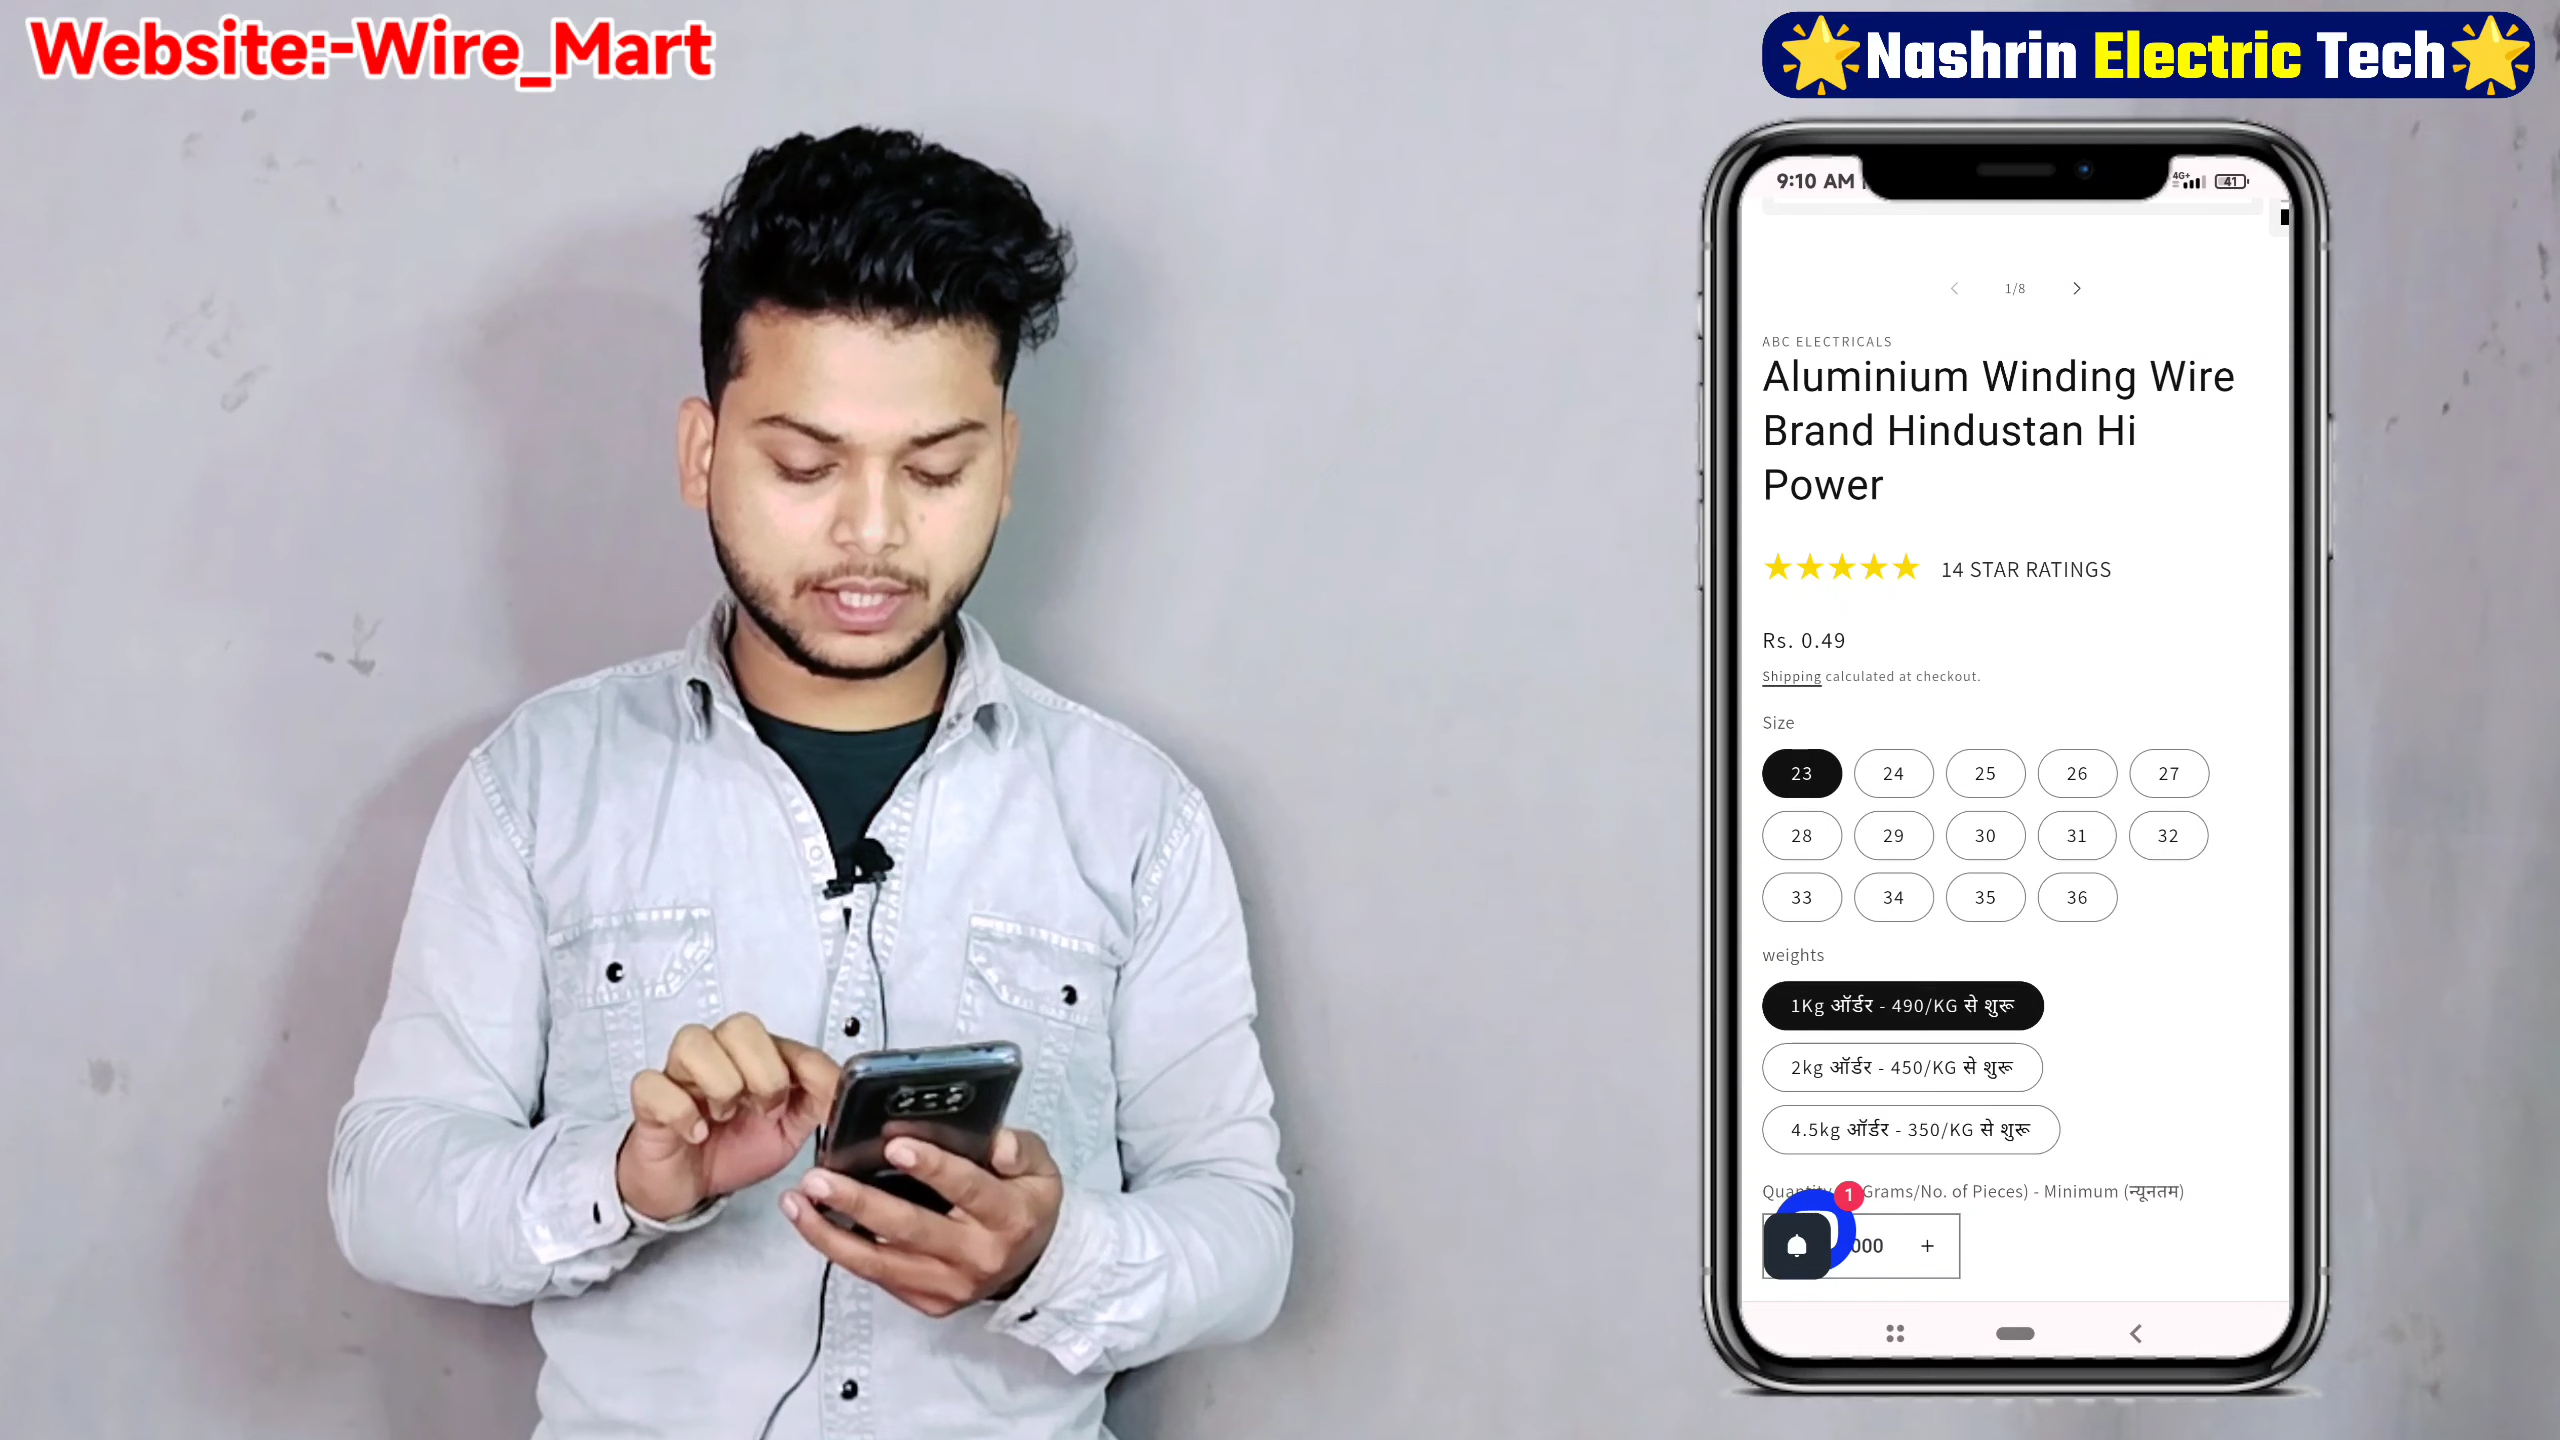 Website:-Wire_Mart
Nashrin Electric Tech
9:10 AM
4G+
41
1/8
ABC ELECTRICALS
Aluminium Winding Wire
Brand Hindustan Hi
Power
14 STAR RATINGS
Rs. 0.49
Shipping calculated at checkout.
Size
23 24 25 26 27
28 29 30 31 32
33 34 35 36
weights
1Kg ऑर्डर - 490/KG से शुरू
2kg ऑर्डर - 450/KG से शुरू
4.5kg ऑर्डर - 350/KG से शुरू
Grams/No. of Pieces) - Minimum (न्यूनतम)
1
000 +